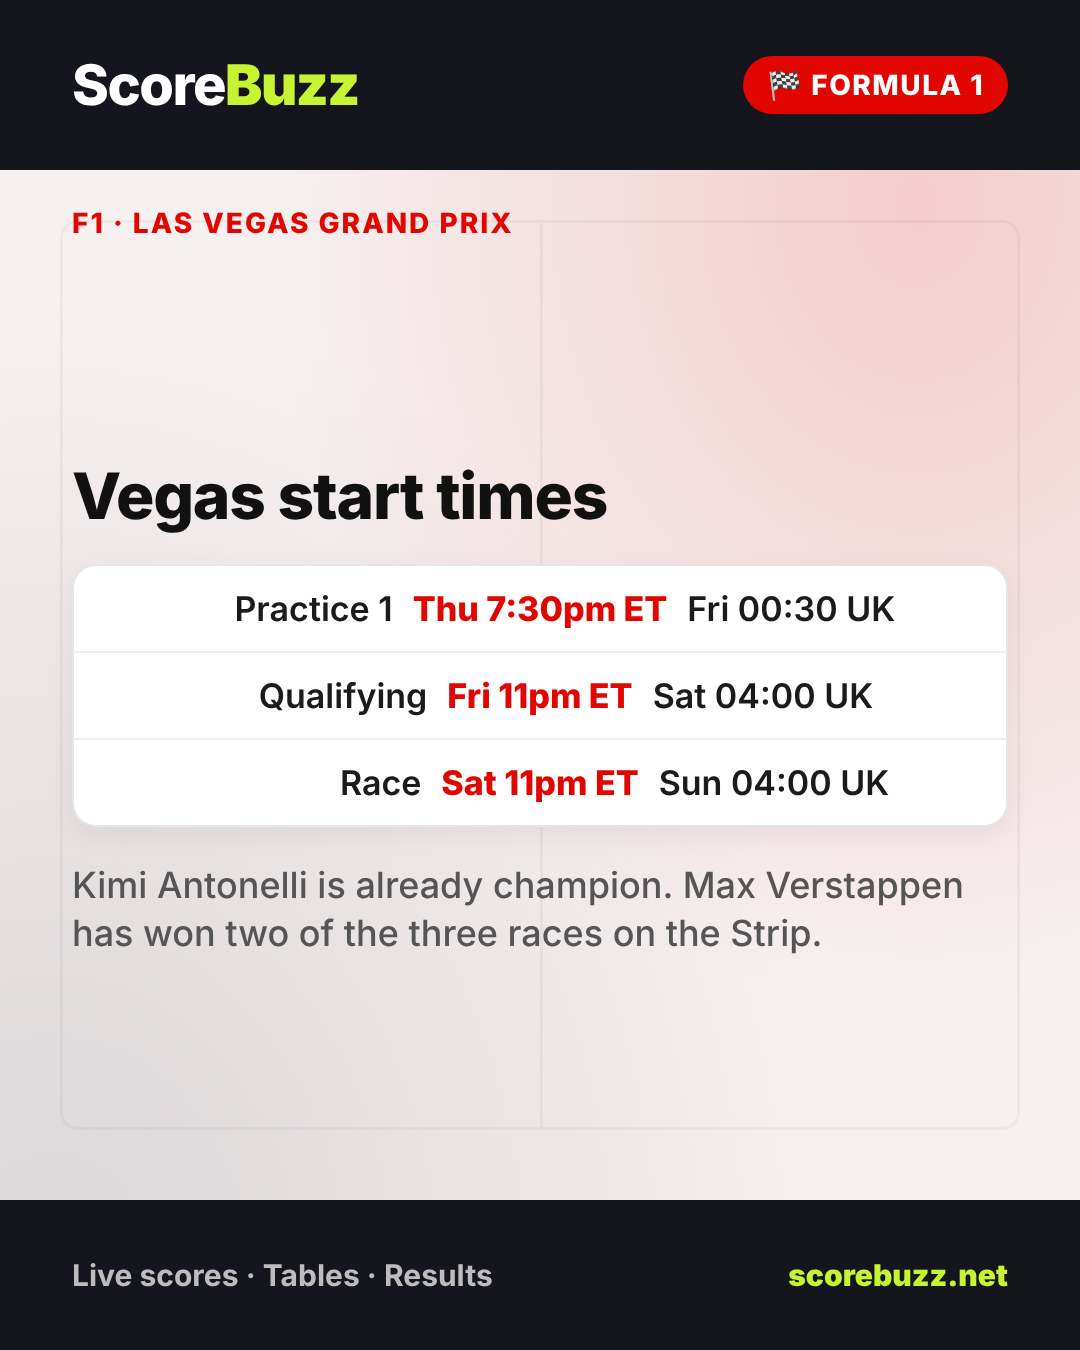 ScoreBuzz
🏁 FORMULA 1
F1 · LAS VEGAS GRAND PRIX
Vegas start times
Practice 1 Thu 7:30pm ET Fri 00:30 UK
Qualifying Fri 11pm ET Sat 04:00 UK
Race Sat 11pm ET Sun 04:00 UK
Kimi Antonelli is already champion. Max Verstappen
has won two of the three races on the Strip.
Live scores · Tables · Results
scorebuzz.net